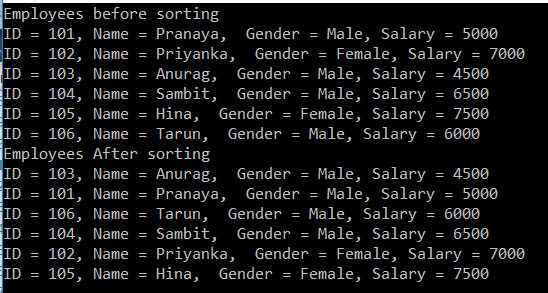 Employees before sorting
ID = 101, Name = Pranaya,  Gender = Male, Salary = 5000
ID = 102, Name = Priyanka,  Gender = Female, Salary = 7000
ID = 103, Name = Anurag,  Gender = Male, Salary = 4500
ID = 104, Name = Sambit,  Gender = Male, Salary = 6500
ID = 105, Name = Hina,  Gender = Female, Salary = 7500
ID = 106, Name = Tarun,  Gender = Male, Salary = 6000
Employees After sorting
ID = 103, Name = Anurag,  Gender = Male, Salary = 4500
ID = 101, Name = Pranaya,  Gender = Male, Salary = 5000
ID = 106, Name = Tarun,  Gender = Male, Salary = 6000
ID = 104, Name = Sambit,  Gender = Male, Salary = 6500
ID = 102, Name = Priyanka,  Gender = Female, Salary = 7000
ID = 105, Name = Hina,  Gender = Female, Salary = 7500